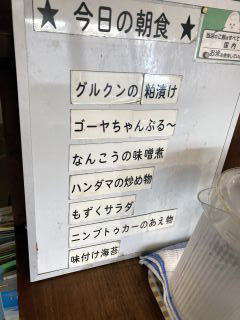 ★ 今日の朝食 ★
グルクンの 粕漬け
ゴーヤちゃんぷる～
なんこうの味噌煮
ハンダマの炒め物
もずくサラダ
ニンブトゥカーのあえ物
味付け海苔